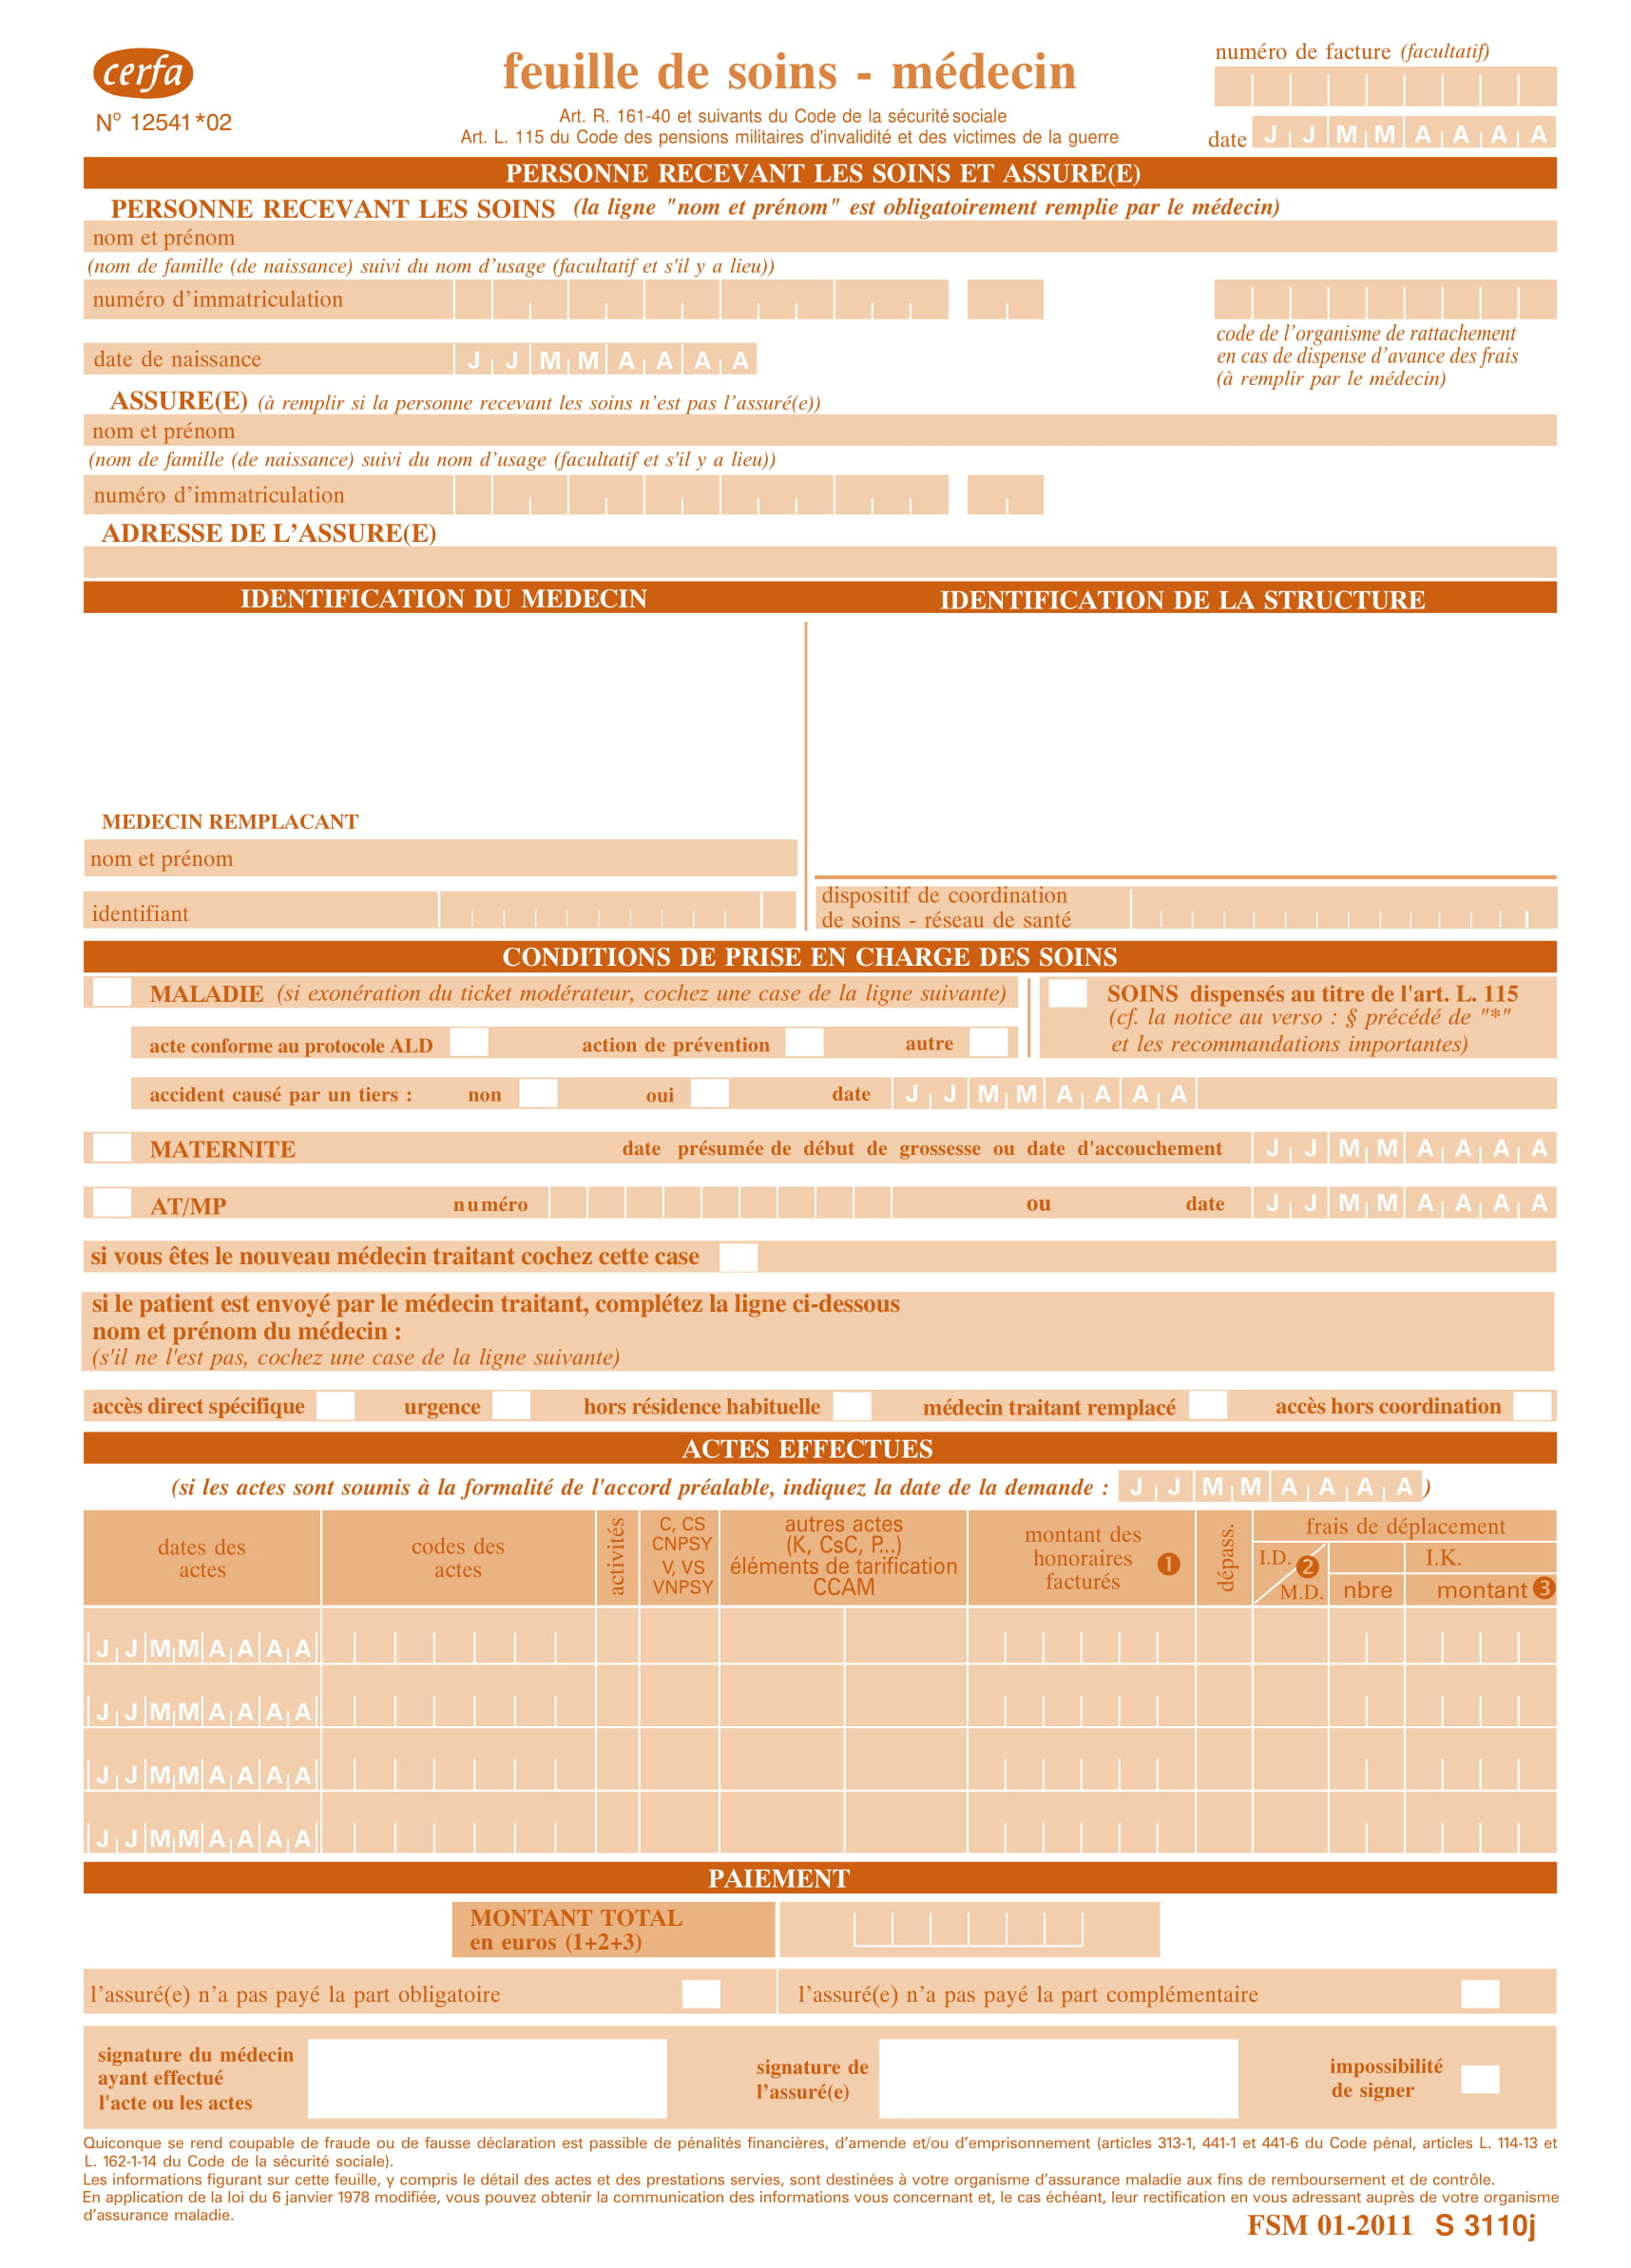 cerfa
N° 12541*02
feuille de soins - médecin
Art. R. 161-40 et suivants du Code de la sécurité sociale
Art. L. 115 du Code des pensions militaires d'invalidité et des victimes de la guerre
numéro de facture (facultatif)
date J J M M A A A A
PERSONNE RECEVANT LES SOINS ET ASSURE(E)
PERSONNE RECEVANT LES SOINS (la ligne "nom et prénom" est obligatoirement remplie par le médecin)
nom et prénom
(nom de famille (de naissance) suivi du nom d’usage (facultatif et s'il y a lieu))
numéro d’immatriculation
code de l’organisme de rattachement
en cas de dispense d’avance des frais
(à remplir par le médecin)
date de naissance J J M M A A A A
ASSURE(E) (à remplir si la personne recevant les soins n’est pas l’assuré(e))
nom et prénom
(nom de famille (de naissance) suivi du nom d’usage (facultatif et s'il y a lieu))
numéro d’immatriculation
ADRESSE DE L’ASSURE(E)
IDENTIFICATION DU MEDECIN
IDENTIFICATION DE LA STRUCTURE
MEDECIN REMPLACANT
nom et prénom
identifiant
dispositif de coordination
de soins - réseau de santé
CONDITIONS DE PRISE EN CHARGE DES SOINS
MALADIE (si exonération du ticket modérateur, cochez une case de la ligne suivante)
SOINS dispensés au titre de l'art. L. 115
(cf. la notice au verso : § précédé de "*"
et les recommandations importantes)
acte conforme au protocole ALD action de prévention autre
accident causé par un tiers : non oui date J J M M A A A A
MATERNITE date présumée de début de grossesse ou date d'accouchement J J M M A A A A
AT/MP numéro ou date J J M M A A A A
si vous êtes le nouveau médecin traitant cochez cette case
si le patient est envoyé par le médecin traitant, complétez la ligne ci-dessous
nom et prénom du médecin :
(s'il ne l'est pas, cochez une case de la ligne suivante)
accès direct spécifique urgence hors résidence habituelle médecin traitant remplacé accès hors coordination
ACTES EFFECTUES
(si les actes sont soumis à la formalité de l'accord préalable, indiquez la date de la demande : J J M M A A A A )
dates des
actes
codes des
actes
activités
C, CS
CNPSY
V, VS
VNPSY
autres actes
(K, CsC, P...)
éléments de tarification
CCAM
montant des
honoraires
facturés
1
dépass.
frais de déplacement
I.D. 2
M.D.
I.K.
nbre montant 3
J J M M A A A A
J J M M A A A A
J J M M A A A A
J J M M A A A A
PAIEMENT
MONTANT TOTAL
en euros (1+2+3)
l’assuré(e) n’a pas payé la part obligatoire
l’assuré(e) n’a pas payé la part complémentaire
signature du médecin
ayant effectué
l'acte ou les actes
signature de
l’assuré(e)
impossibilité
de signer
Quiconque se rend coupable de fraude ou de fausse déclaration est passible de pénalités financières, d’amende et/ou d’emprisonnement (articles 313-1, 441-1 et 441-6 du Code pénal, articles L. 114-13 et
L. 162-1-14 du Code de la sécurité sociale).
Les informations figurant sur cette feuille, y compris le détail des actes et des prestations servies, sont destinées à votre organisme d’assurance maladie aux fins de remboursement et de contrôle.
En application de la loi du 6 janvier 1978 modifiée, vous pouvez obtenir la communication des informations vous concernant et, le cas échéant, leur rectification en vous adressant auprès de votre organisme
d’assurance maladie.
FSM 01-2011 S 3110j